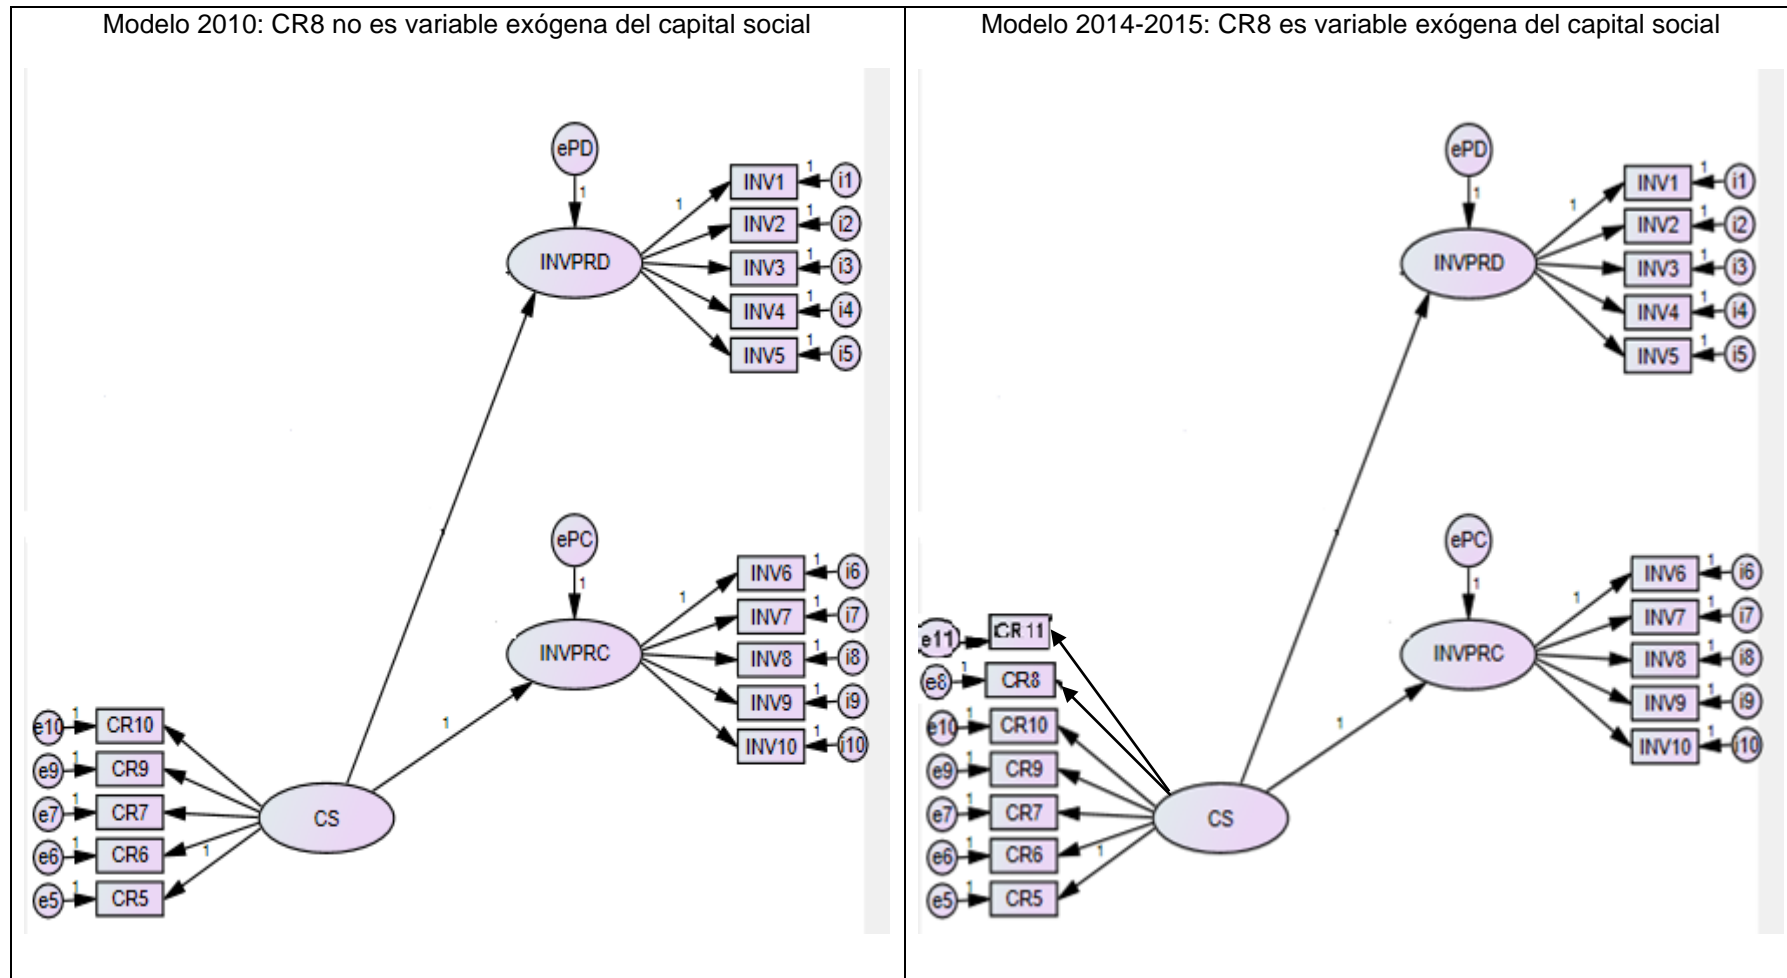 Modelo 2010: CR8 no es variable exógena del capital social
ePD
1
INV1
1
i1
1
INV2
1
i2
INVPRD
INV3
1
i3
INV4
1
i4
INV5
1
i5
1
ePC
1
INV6
1
i6
1
INV7
1
i7
INVPRC
INV8
1
i8
INV9
1
i9
INV10
1
i10
1
e10
1
CR10
e9
1
CR9
e7
1
CR7
CS
e6
1
CR6
1
e5
1
CR5
Modelo 2014-2015: CR8 es variable exógena del capital social
ePD
1
INV1
1
i1
1
INV2
1
i2
INVPRD
INV3
1
i3
INV4
1
i4
INV5
1
i5
1
ePC
1
INV6
1
i6
1
INV7
1
i7
INVPRC
INV8
1
i8
INV9
1
i9
INV10
1
i10
1
e11
CR11
e8
1
CR8
e10
1
CR10
e9
1
CR9
e7
1
CR7
CS
e6
1
CR6
1
e5
1
CR5